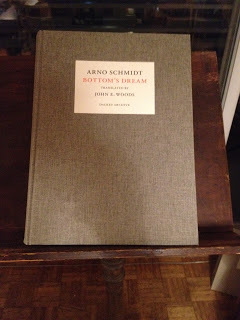 ARNO SCHMIDT
BOTTOM'S DREAM
TRANSLATED BY
JOHN E. WOODS
DALKEY ARCHIVE